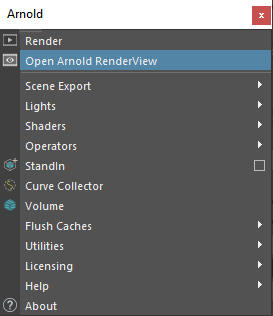 Arnold
Render
Open Arnold RenderView
Scene Export
Lights
Shaders
Operators
StandIn
Curve Collector
Volume
Flush Caches
Utilities
Licensing
Help
About